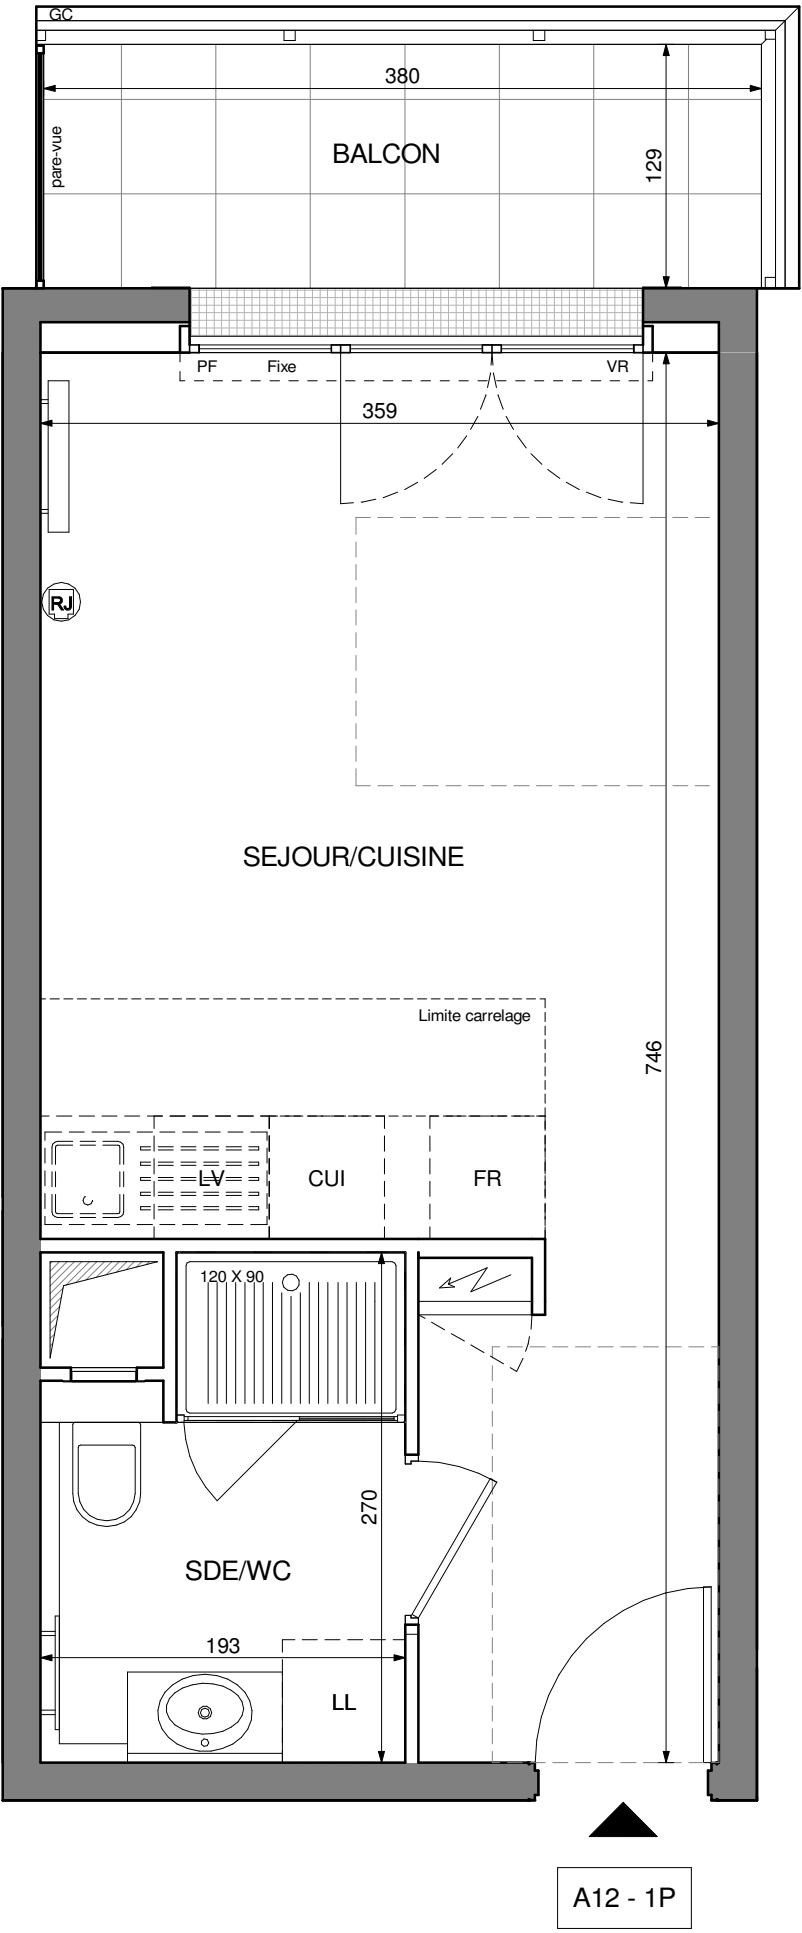 GC
380
pare-vue
BALCON
129
PF Fixe VR
359
RJ
SEJOUR/CUISINE
Limite carrelage
746
LV CUI FR
120 X 90
270
SDE/WC
193
LL
A12 - 1P